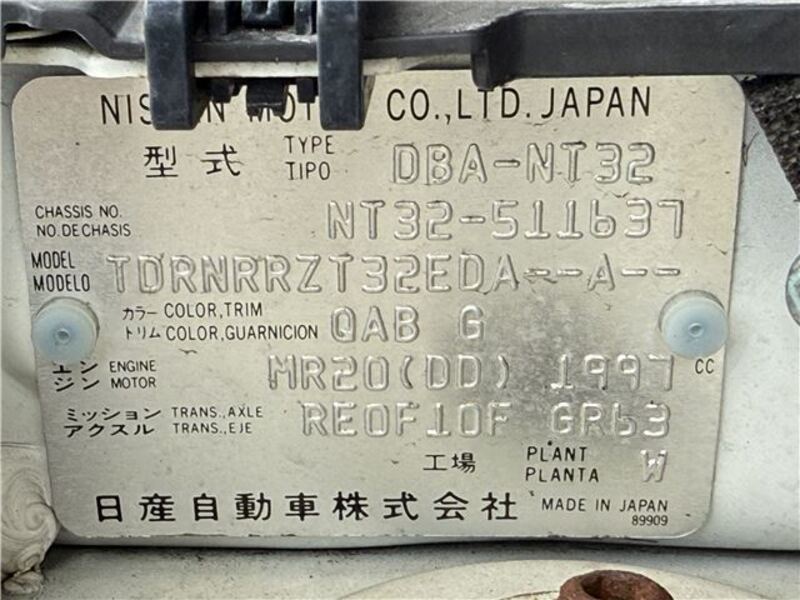 NISSAN MOTOR CO.,LTD. JAPAN
型式 TYPE TIPO DBA-NT32
CHASSIS NO. NO. DE CHASIS NT32-511637
MODEL MODELO TDRNRRZT32EDA--A--
カラー COLOR, TRIM トリム COLOR, GUARNICION QAB G
エンジン ENGINE MOTOR MR20(DD) 1997 CC
ミッション TRANS., AXLE アクスル TRANS., EJE RE0F10F GR63
工場 PLANT PLANTA W
日産自動車株式会社 MADE IN JAPAN
89909